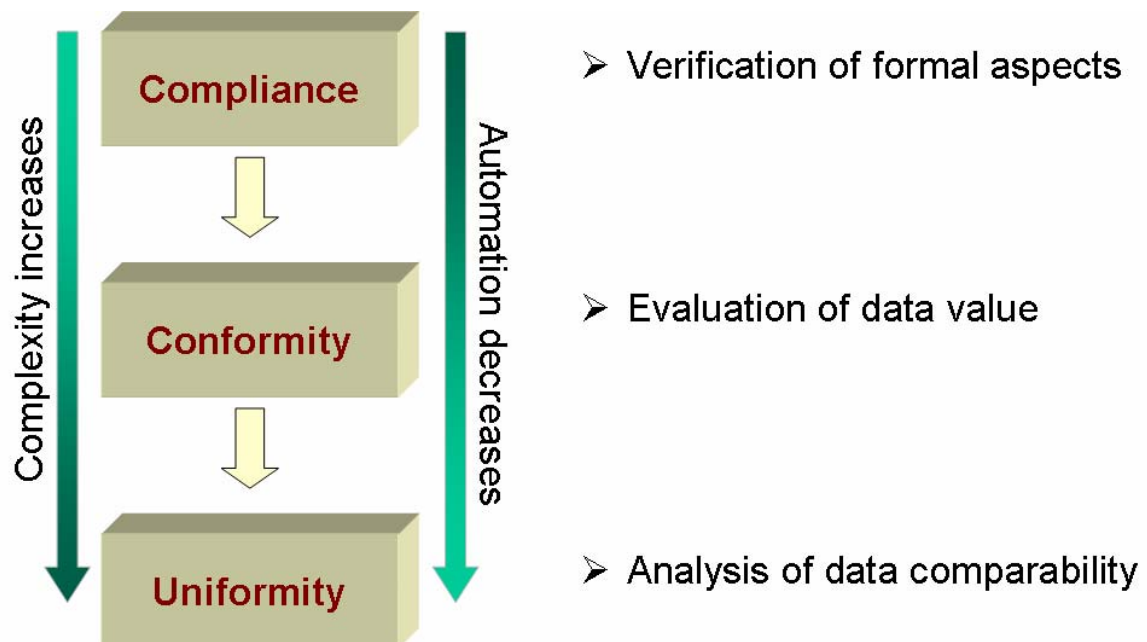 Compliance
➢ Verification of formal aspects
Complexity increases
Automation decreases
Conformity
➢ Evaluation of data value
Uniformity
➢ Analysis of data comparability